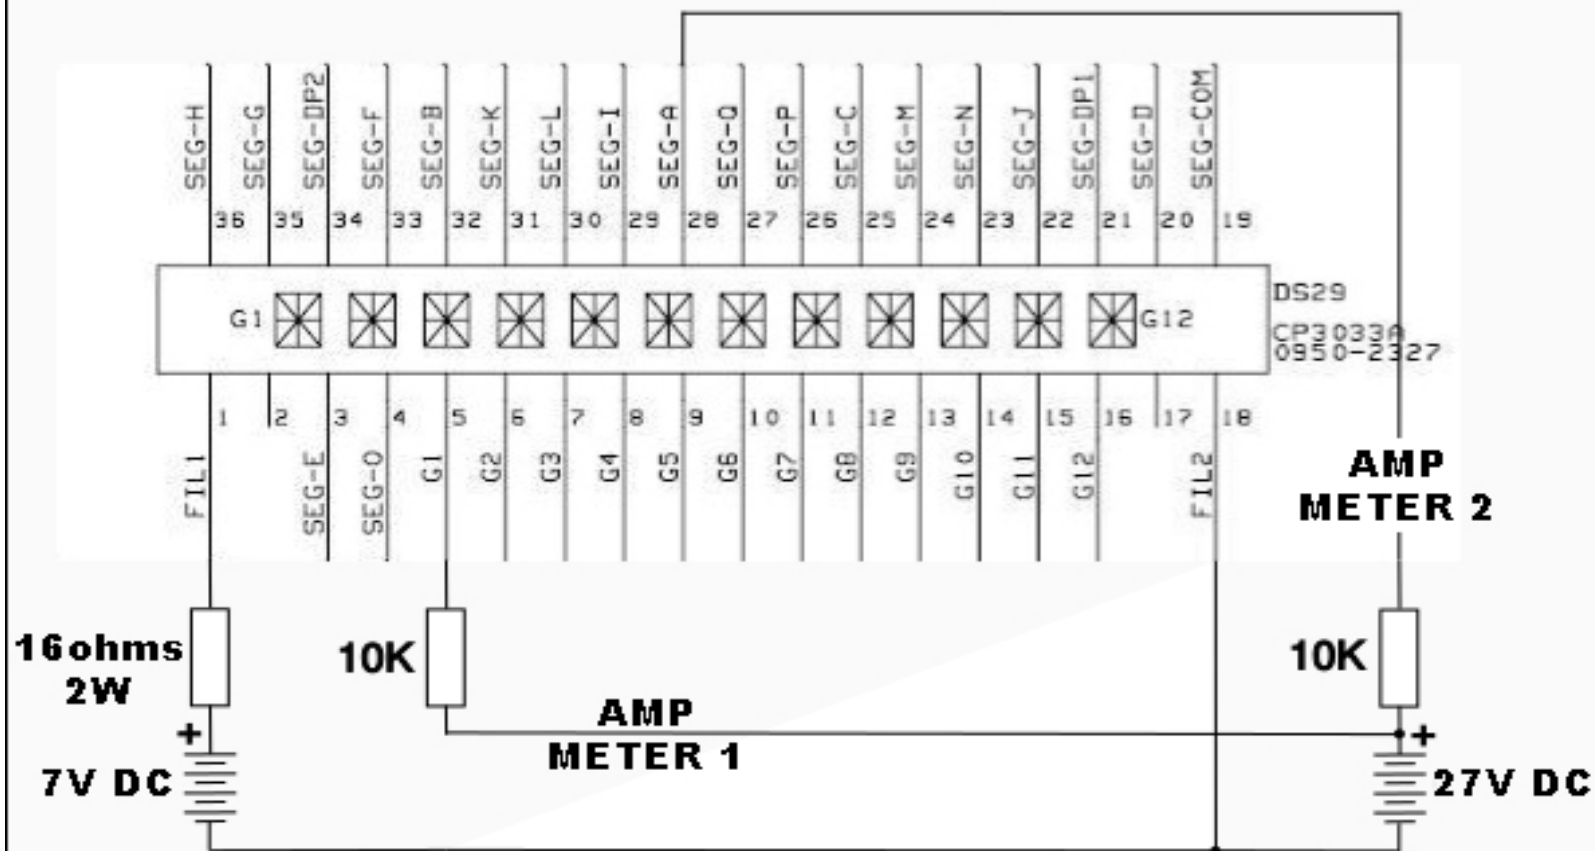 SEG-H
SEG-G
SEG-DP2
SEG-F
SEG-B
SEG-K
SEG-L
SEG-I
SEG-A
SEG-Q
SEG-P
SEG-C
SEG-M
SEG-N
SEG-J
SEG-DP1
SEG-D
SEG-COM
36 35 34 33 32 31 30 29 28 27 26 25 24 23 22 21 20 19
G1
G12
DS29
CP3033A
0950-2327
1 2 3 4 5 6 7 8 9 10 11 12 13 14 15 16 17 18
FIL1
SEG-E
SEG-O
G1
G2
G3
G4
G5
G6
G7
G8
G9
G10
G11
G12
FIL2
AMP
METER 2
16ohms
2W
10K
10K
AMP
METER 1
+
7V DC
+
27V DC